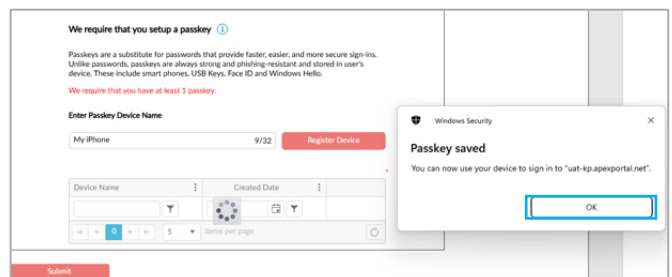 We require that you setup a passkey
Passkeys are a substitute for passwords that provide faster, easier, and more secure sign-ins.
Unlike passwords, passkeys are always strong and phishing-resistant and stored in user's
device. These include smart phones, USB Keys, Face ID and Windows Hello.
We require that you have at least 1 passkey.
Enter Passkey Device Name
My iPhone 9/32 Register Device
*
Device Name Created Date
0 5 items per page
Submit
Windows Security
Passkey saved
You can now use your device to sign in to "uat-kp.apexportal.net".
OK